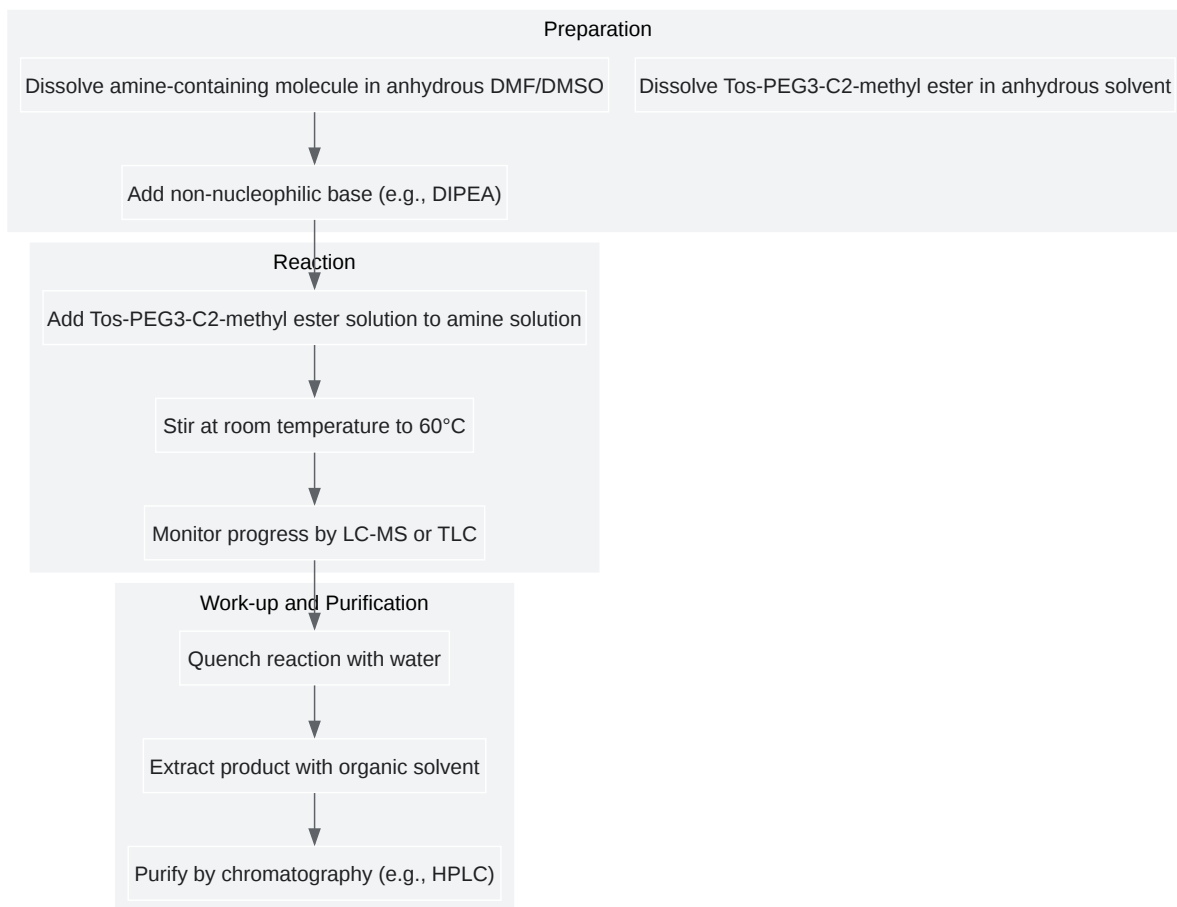 Preparation
Dissolve amine-containing molecule in anhydrous DMF/DMSO
Dissolve Tos-PEG3-C2-methyl ester in anhydrous solvent
Add non-nucleophilic base (e.g., DIPEA)
Reaction
Add Tos-PEG3-C2-methyl ester solution to amine solution
Stir at room temperature to 60°C
Monitor progress by LC-MS or TLC
Work-up and Purification
Quench reaction with water
Extract product with organic solvent
Purify by chromatography (e.g., HPLC)